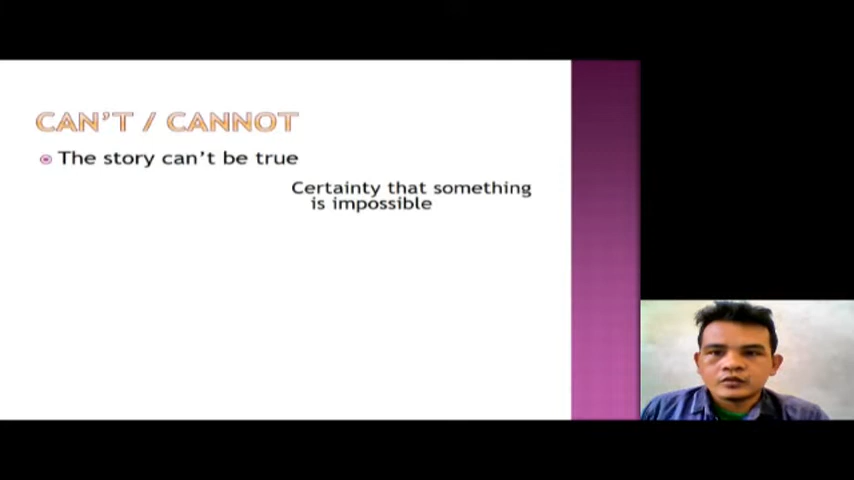 CAN'T / CANNOT
The story can't be true
Certainty that something
is impossible